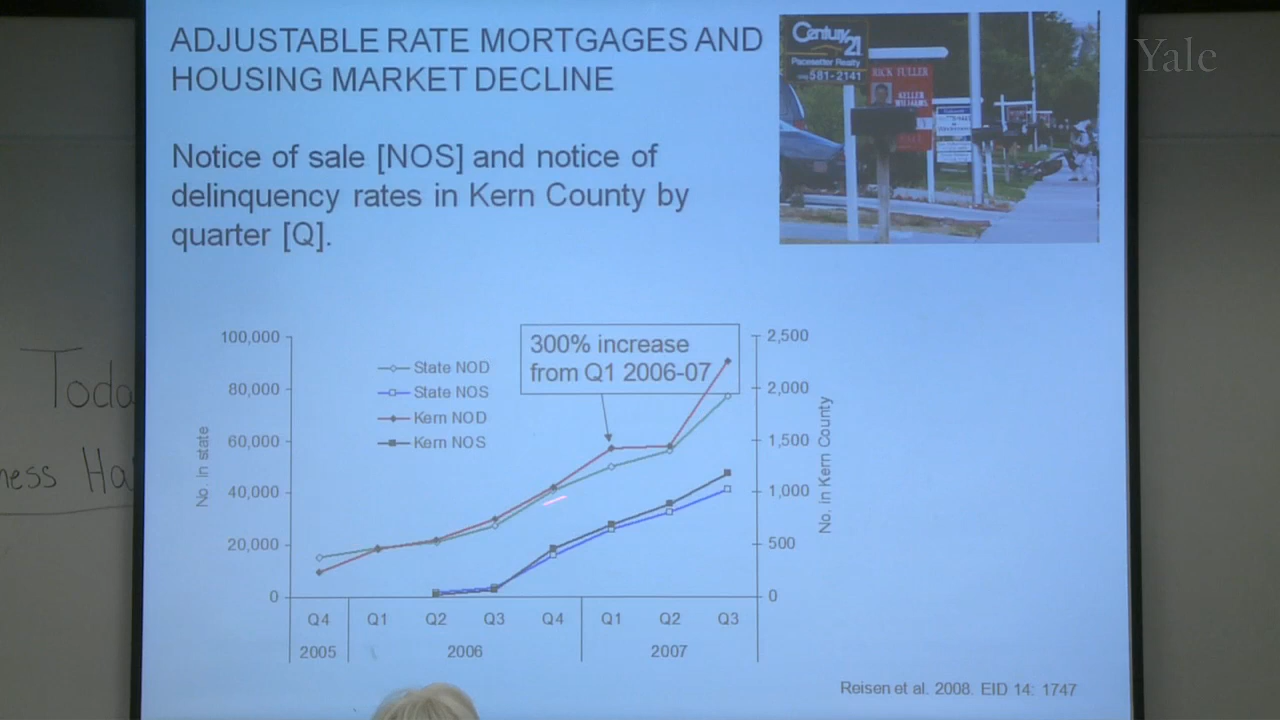 ADJUSTABLE RATE MORTGAGES AND
HOUSING MARKET DECLINE
Century 21
Pacesetter Realty
581-2141
RICK FULLER
KELLER
WILLIAMS
Yale
Notice of sale [NOS] and notice of
delinquency rates in Kern County by
quarter [Q].
300% increase
from Q1 2006-07
State NOD
State NOS
Kern NOD
Kern NOS
No. in state
100,000
80,000
60,000
40,000
20,000
0
2,500
2,000
1,500
1,000
500
0
No. in Kern County
Q4 Q1 Q2 Q3 Q4 Q1 Q2 Q3
2005 2006 2007
Reisen et al. 2008. EID 14: 1747
Toda
ness Ha